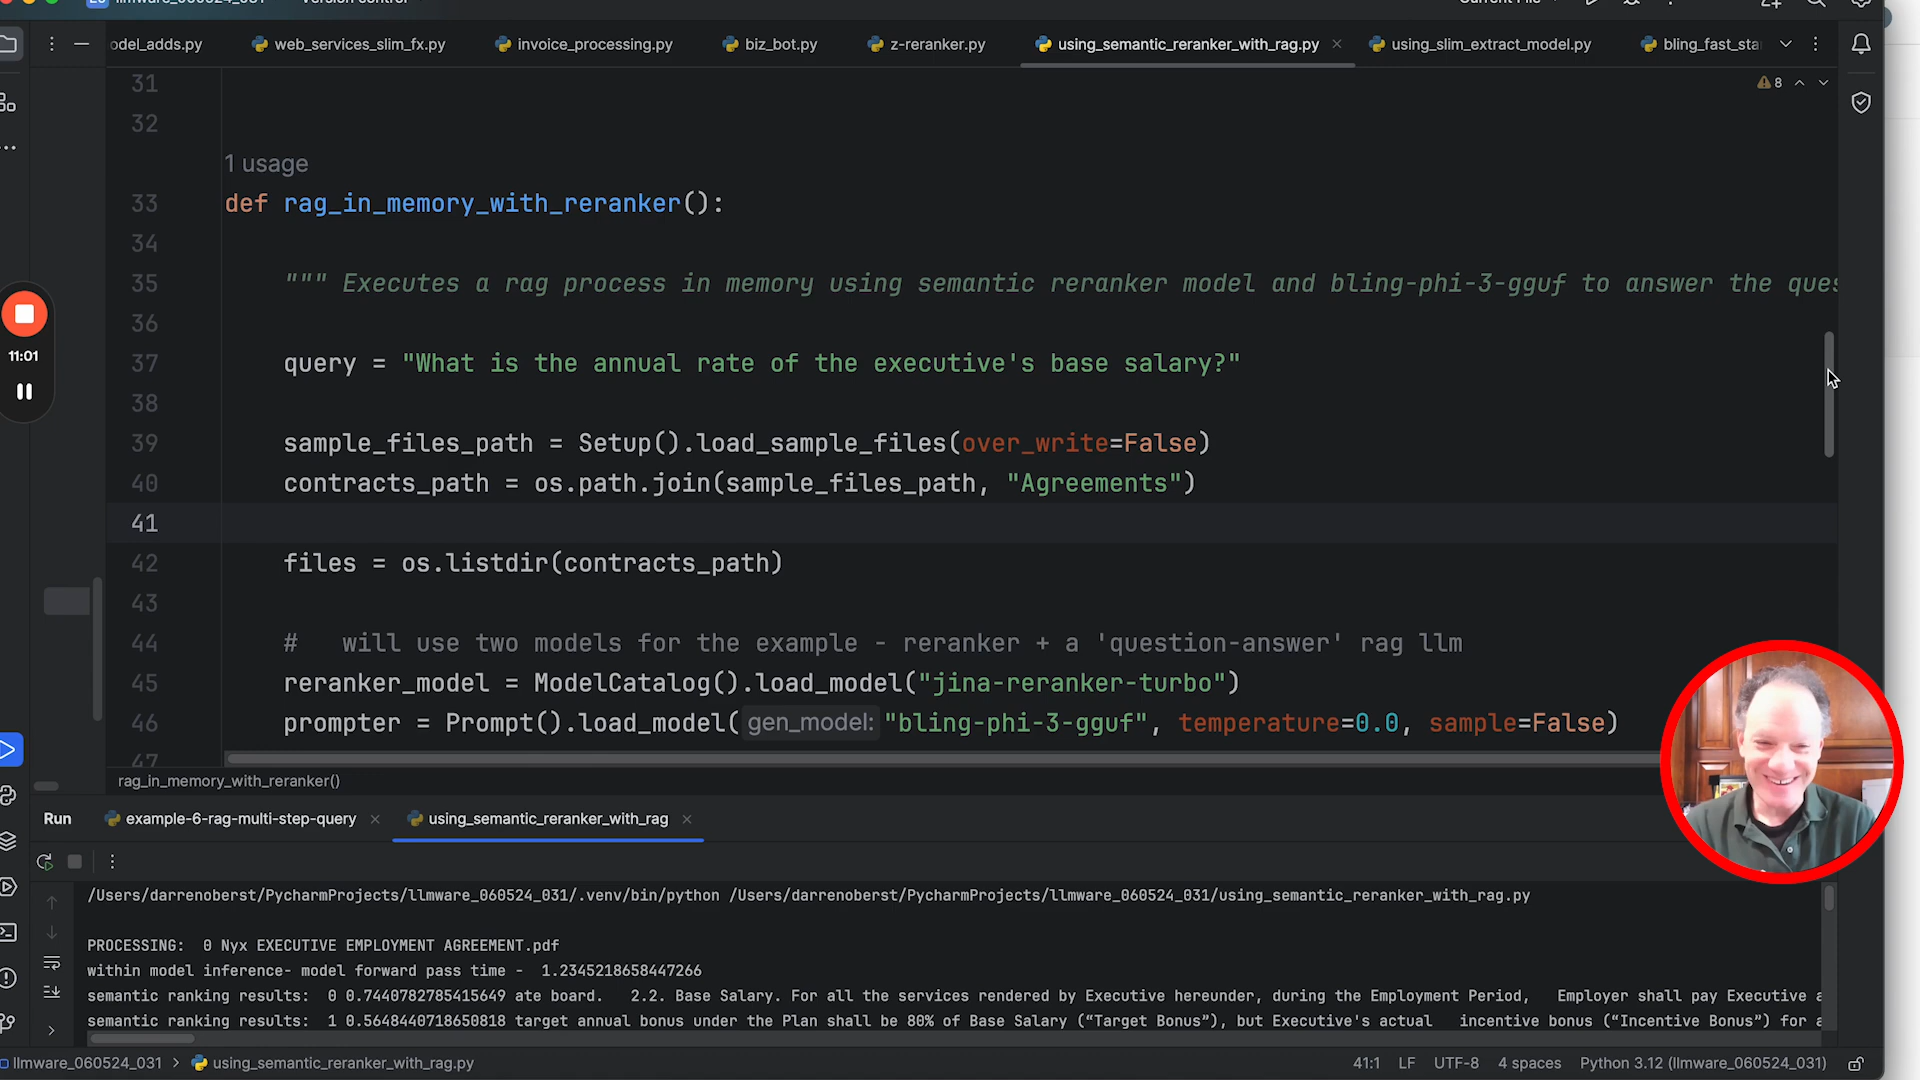 llmware_060524_031
Version control
Current File
odel_adds.py
web_services_slim_fx.py
invoice_processing.py
biz_bot.py
z-reranker.py
using_semantic_reranker_with_rag.py
using_slim_extract_model.py
bling_fast_sta
8
31
32
1 usage
33 def rag_in_memory_with_reranker():
34
35 """ Executes a rag process in memory using semantic reranker model and bling-phi-3-gguf to answer the ques
36
37 query = "What is the annual rate of the executive's base salary?"
38
39 sample_files_path = Setup().load_sample_files(over_write=False)
40 contracts_path = os.path.join(sample_files_path, "Agreements")
41
42 files = os.listdir(contracts_path)
43
44 # will use two models for the example - reranker + a 'question-answer' rag llm
45 reranker_model = ModelCatalog().load_model("jina-reranker-turbo")
46 prompter = Prompt().load_model( gen_model: "bling-phi-3-gguf", temperature=0.0, sample=False)
47
11:01
rag_in_memory_with_reranker()
Run
example-6-rag-multi-step-query
using_semantic_reranker_with_rag
/Users/darrenoberst/PycharmProjects/llmware_060524_031/.venv/bin/python /Users/darrenoberst/PycharmProjects/llmware_060524_031/using_semantic_reranker_with_rag.py
PROCESSING: 0 Nyx EXECUTIVE EMPLOYMENT AGREEMENT.pdf
within model inference- model forward pass time - 1.2345218658447266
semantic ranking results: 0 0.7440782785415649 ate board. 2.2. Base Salary. For all the services rendered by Executive hereunder, during the Employment Period, Employer shall pay Executive a
semantic ranking results: 1 0.5648440718650818 target annual bonus under the Plan shall be 80% of Base Salary (“Target Bonus”), but Executive's actual incentive bonus (“Incentive Bonus”) for a
llmware_060524_031 > using_semantic_reranker_with_rag.py
41:1 LF UTF-8 4 spaces Python 3.12 (llmware_060524_031)